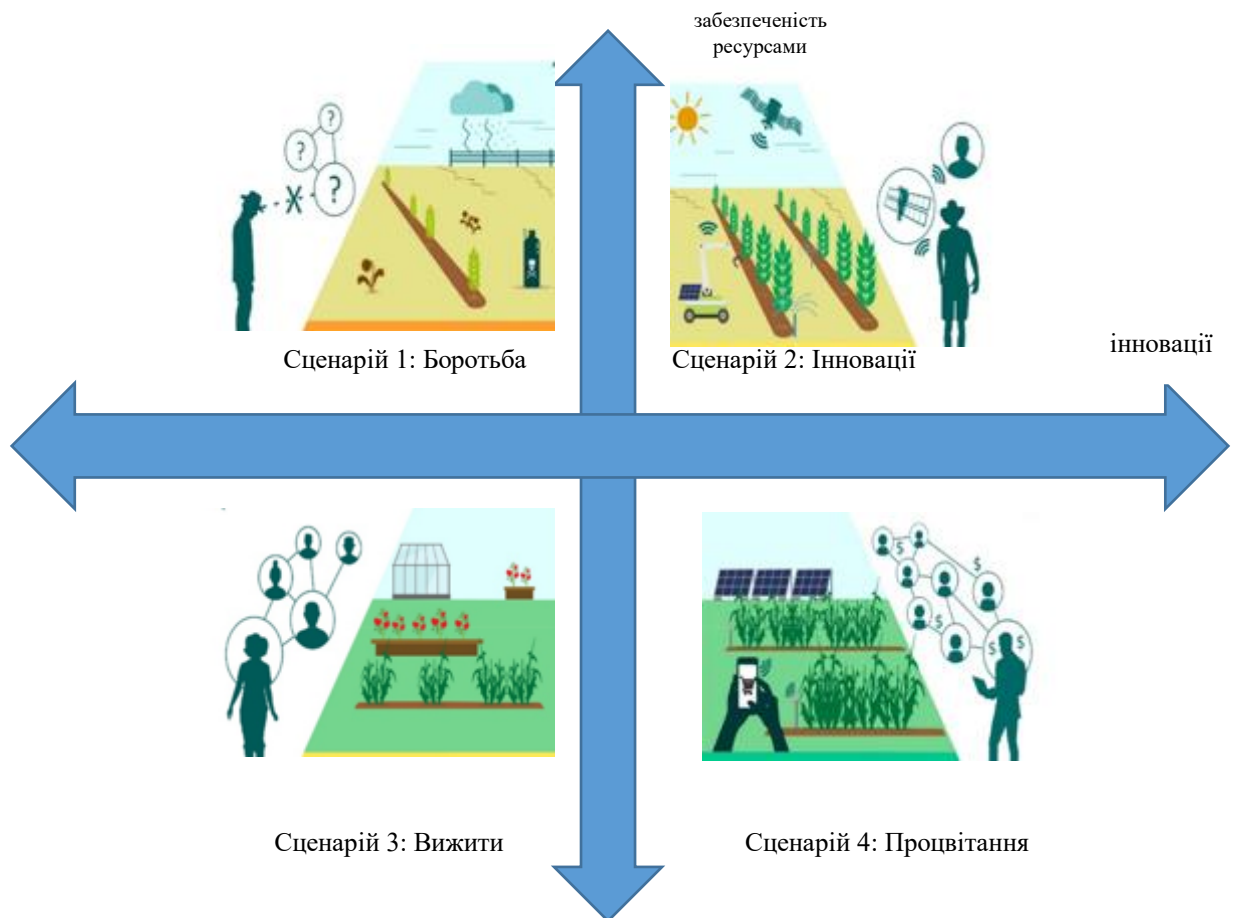 забезпеченість
ресурсами
? 
?
?
Сценарій 1: Боротьба
Сценарій 2: Інновації
інновації
$
$
$
$ $
Сценарій 3: Вижити
Сценарій 4: Процвітання